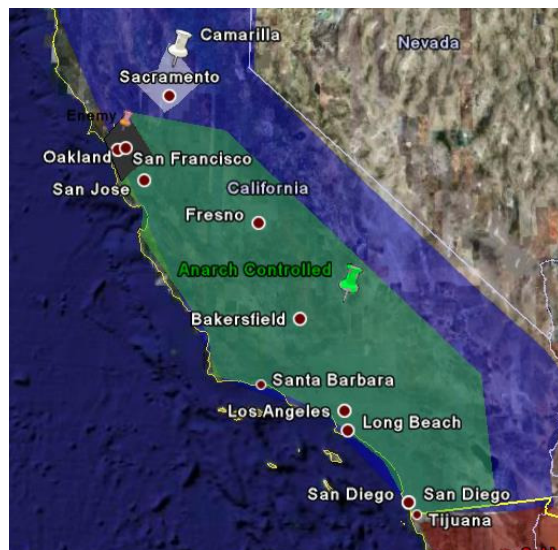 Camarilla
Nevada
Sacramento
Enemy
Oakland
San Francisco
San Jose
California
Fresno
Anarch Controlled
Bakersfield
Santa Barbara
Los Angeles
Long Beach
San Diego
San Diego
Tijuana